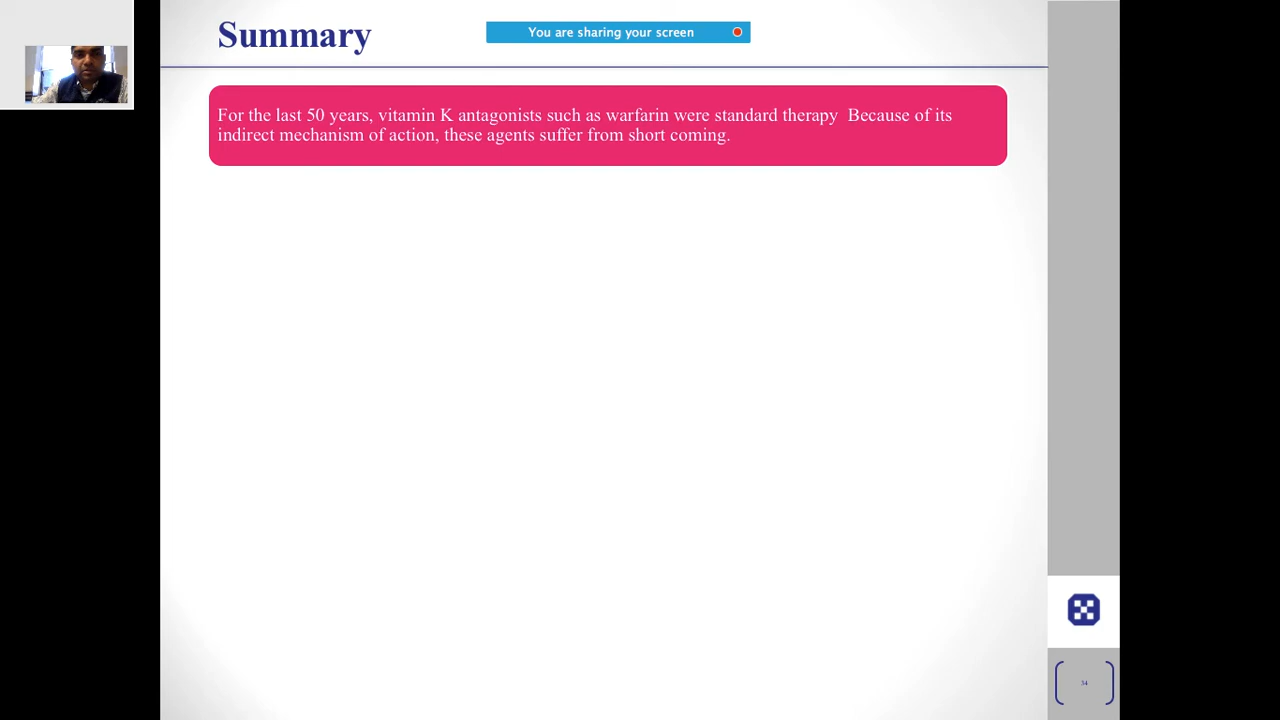 Summary
You are sharing your screen
For the last 50 years, vitamin K antagonists such as warfarin were standard therapy  Because of its
indirect mechanism of action, these agents suffer from short coming.
34